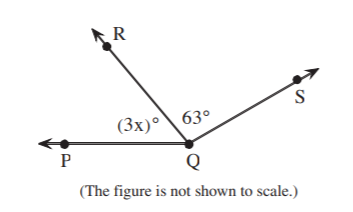 R
S
(3x)° 63°
P Q
(The figure is not shown to scale.)